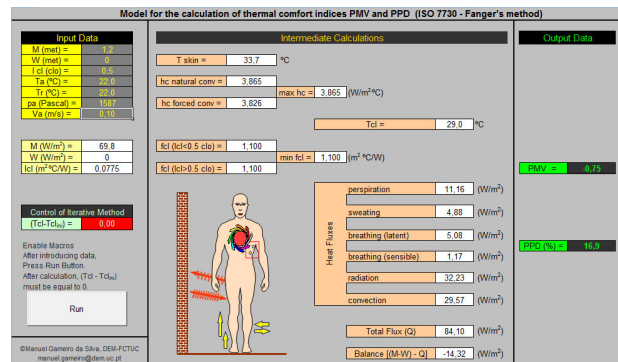 Model for the calculation of thermal comfort indices PMV and PPD (ISO 7730 - Fanger's method)
Input Data
M (met) = 1,2
W (met) = 0
I cl (clo) = 0,5
Ta (ºC) = 22,0
Tr (ºC) = 22,0
pa (Pascal) = 1587
Va (m/s) = 0,10
M (W/m²) = 69,8
W (W/m²) = 0
Icl (m²ºC/W) = 0,0775
Control of Iterative Method
(Tcl-Tcl₉₅) = 0,00
Enable Macros
After introducing data,
Press Run Button.
After calculation, (Tcl - Tcl₉₅)
must be equal to 0.
Run
©Manuel Gameiro da Silva, DEM-FCTUC
manuel.gameiro@dem.uc.pt
Intermediate Calculations
T skin = 33,7 ºC
hc natural conv = 3,865
max hc = 3,865 (W/m²ºC)
hc forced conv = 3,826
Tcl = 29,0 ºC
fcl (Icl<0.5 clo) = 1,100
min fcl = 1,100 (m² ºC/W)
fcl (Icl>0.5 clo) = 1,100
Heat Fluxes
perspiration 11,16 (W/m²)
sweating 4,88 (W/m²)
breathing (latent) 5,08 (W/m²)
breathing (sensible) 1,17 (W/m²)
radiation 32,23 (W/m²)
convection 29,57 (W/m²)
Total Flux (Q) 84,10 (W/m²)
Balance [(M-W) - Q] -14,32 (W/m²)
Output Data
PMV = -0,75
PPD (%) = 16,9